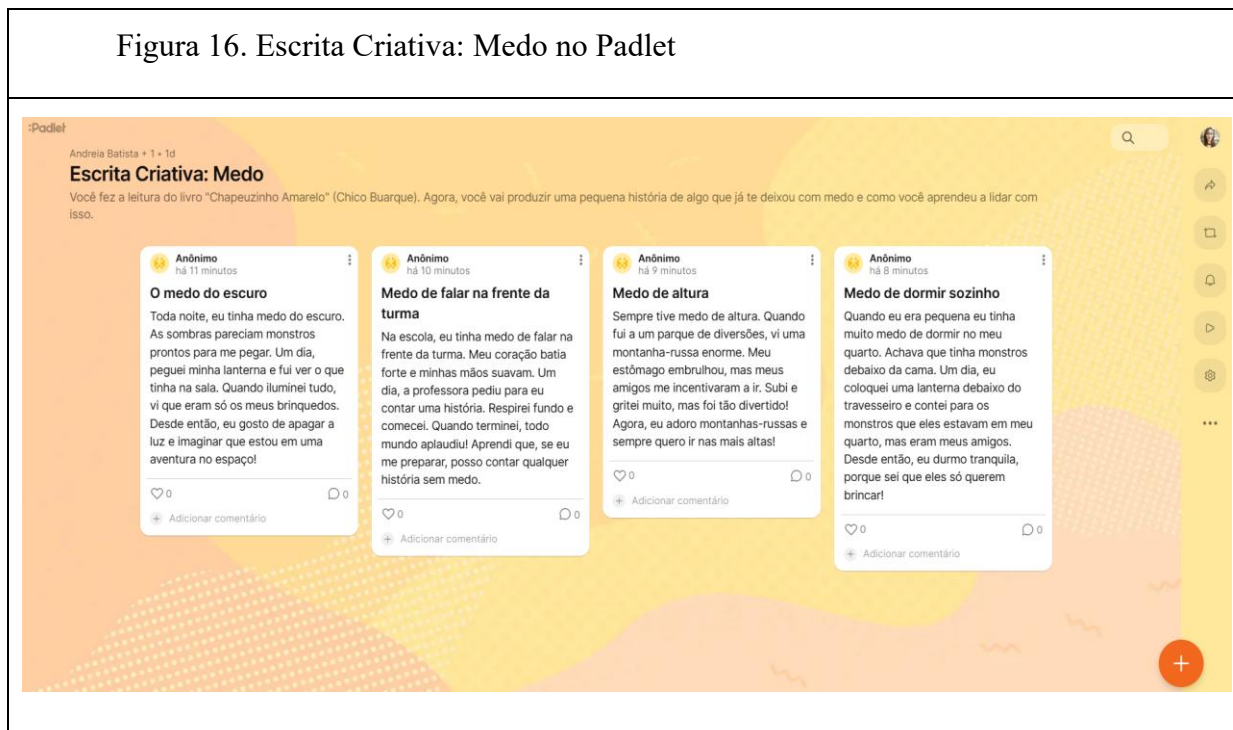 Figura 16. Escrita Criativa: Medo no Padlet
:Padlet
Andreia Batista + 1 • 1d
Escrita Criativa: Medo
Você fez a leitura do livro "Chapeuzinho Amarelo" (Chico Buarque). Agora, você vai produzir uma pequena história de algo que já te deixou com medo e como você aprendeu a lidar com
isso.
Anônimo
há 11 minutos
O medo do escuro
Toda noite, eu tinha medo do escuro.
As sombras pareciam monstros
prontos para me pegar. Um dia,
peguei minha lanterna e fui ver o que
tinha na sala. Quando iluminei tudo,
vi que eram só os meus brinquedos.
Desde então, eu gosto de apagar a
luz e imaginar que estou em uma
aventura no espaço!
0
0
Adicionar comentário
Anônimo
há 10 minutos
Medo de falar na frente da
turma
Na escola, eu tinha medo de falar na
frente da turma. Meu coração batia
forte e minhas mãos suavam. Um
dia, a professora pediu para eu
contar uma história. Respirei fundo e
comecei. Quando terminei, todo
mundo aplaudiu! Aprendi que, se eu
me preparar, posso contar qualquer
história sem medo.
0
0
Adicionar comentário
Anônimo
há 9 minutos
Medo de altura
Sempre tive medo de altura. Quando
fui a um parque de diversões, vi uma
montanha-russa enorme. Meu
estômago embrulhou, mas meus
amigos me incentivaram a ir. Subi e
gritei muito, mas foi tão divertido!
Agora, eu adoro montanhas-russas e
sempre quero ir nas mais altas!
0
0
Adicionar comentário
Anônimo
há 8 minutos
Medo de dormir sozinho
Quando eu era pequena eu tinha
muito medo de dormir no meu
quarto. Achava que tinha monstros
debaixo da cama. Um dia, eu
coloquei uma lanterna debaixo do
travesseiro e contei para os
monstros que eles estavam em meu
quarto, mas eram meus amigos.
Desde então, eu durmo tranquila,
porque sei que eles só querem
brincar!
0
0
Adicionar comentário